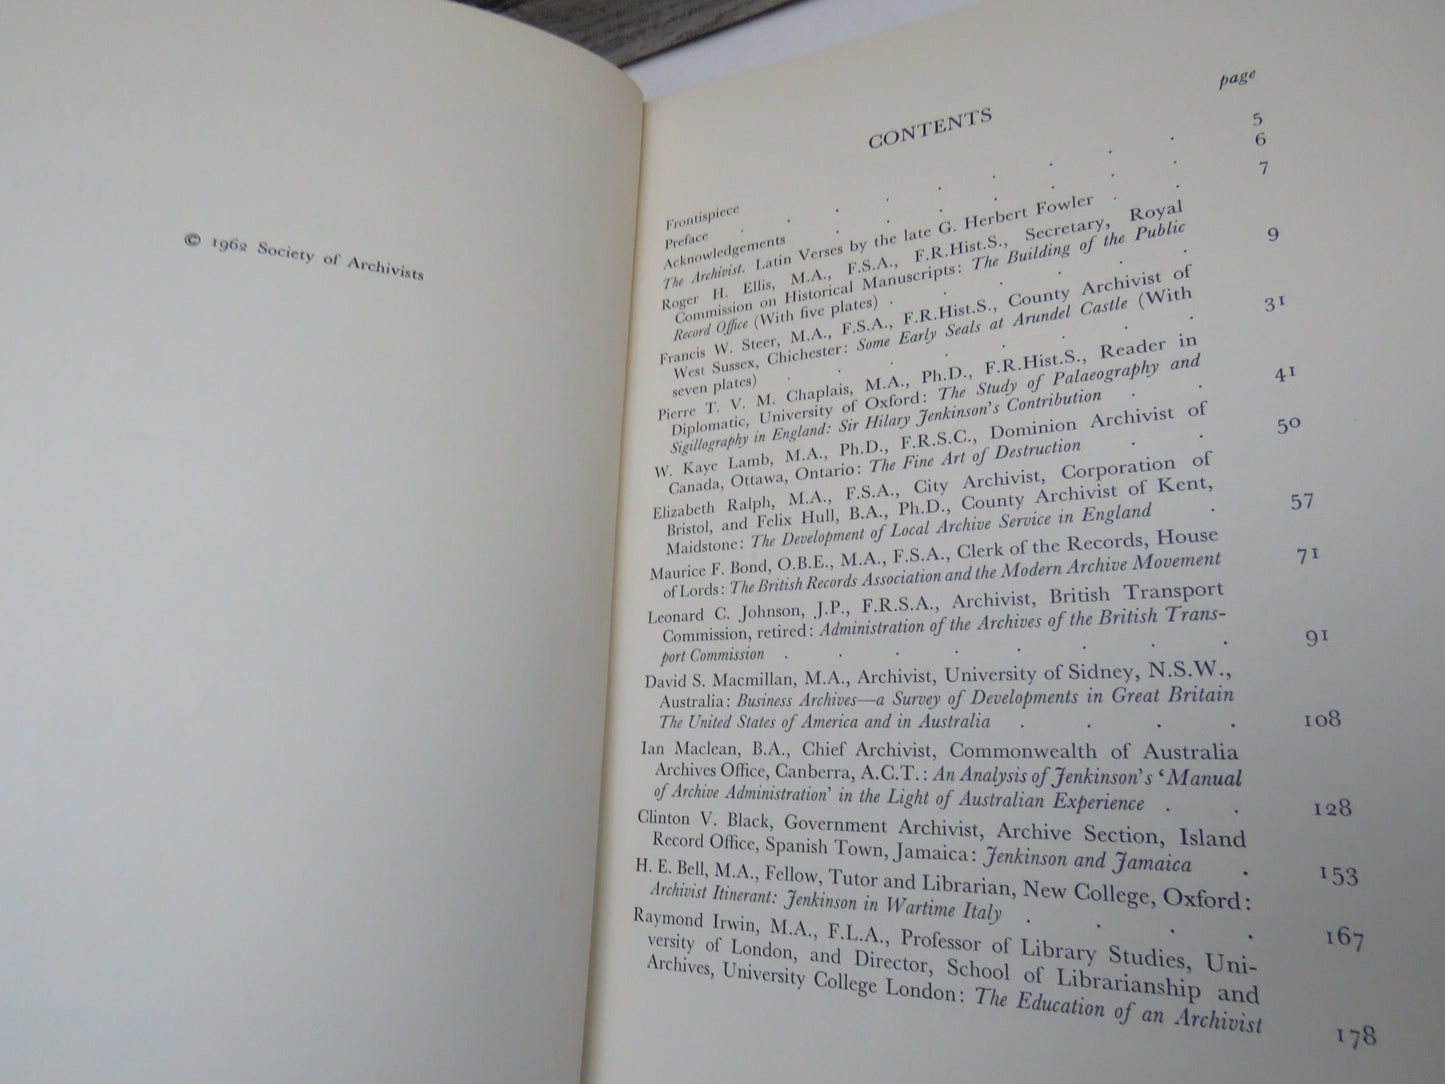 © 1962 Society of Archivists
page
CONTENTS
Frontispiece
Preface . . . . . . . 5
Acknowledgements . . . . . 6
The Archivist. Latin Verses by the late G. Herbert Fowler . . 7
Roger H. Ellis, M.A., F.S.A., F.R.Hist.S., Secretary, Royal
Commission on Historical Manuscripts: The Building of the Public
Record Office (With five plates) . . . . . 9
Francis W. Steer, M.A., F.S.A., F.R.Hist.S., County Archivist of
West Sussex, Chichester: Some Early Seals at Arundel Castle (With
seven plates) . . . . . . . 31
Pierre T. V. M. Chaplais, M.A., Ph.D., F.R.Hist.S., Reader in
Diplomatic, University of Oxford: The Study of Palaeography and
Sigillography in England: Sir Hilary Jenkinson's Contribution . . 41
W. Kaye Lamb, M.A., Ph.D., F.R.S.C., Dominion Archivist of
Canada, Ottawa, Ontario: The Fine Art of Destruction . . 50
Elizabeth Ralph, M.A., F.S.A., City Archivist, Corporation of
Bristol, and Felix Hull, B.A., Ph.D., County Archivist of Kent,
Maidstone: The Development of Local Archive Service in England . 57
Maurice F. Bond, O.B.E., M.A., F.S.A., Clerk of the Records, House
of Lords: The British Records Association and the Modern Archive Movement 71
Leonard C. Johnson, J.P., F.R.S.A., Archivist, British Transport
Commission, retired: Administration of the Archives of the British Trans-
port Commission . . . . . . . 91
David S. Macmillan, M.A., Archivist, University of Sidney, N.S.W.,
Australia: Business Archives—a Survey of Developments in Great Britain
The United States of America and in Australia . . . . 108
Ian Maclean, B.A., Chief Archivist, Commonwealth of Australia
Archives Office, Canberra, A.C.T.: An Analysis of Jenkinson's 'Manual
of Archive Administration' in the Light of Australian Experience . . 128
Clinton V. Black, Government Archivist, Archive Section, Island
Record Office, Spanish Town, Jamaica: Jenkinson and Jamaica . 153
H. E. Bell, M.A., Fellow, Tutor and Librarian, New College, Oxford:
Archivist Itinerant: Jenkinson in Wartime Italy . . . . 167
Raymond Irwin, M.A., F.L.A., Professor of Library Studies, Uni-
versity of London, and Director, School of Librarianship and
Archives, University College London: The Education of an Archivist 178